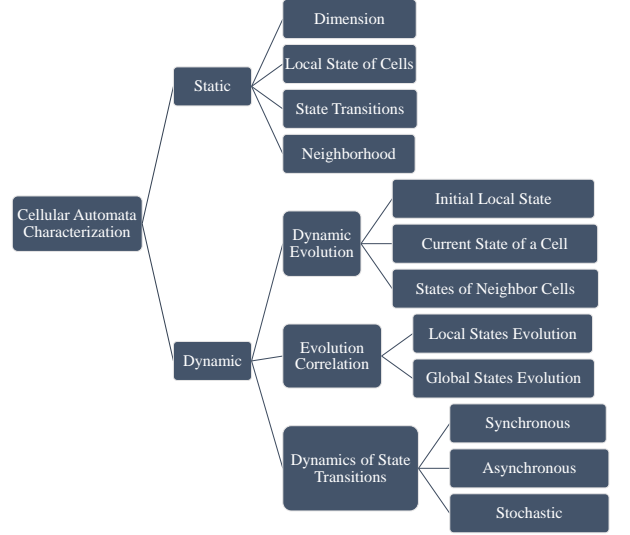 Cellular Automata
Characterization
Static
Dimension
Local State of Cells
State Transitions
Neighborhood
Dynamic
Dynamic
Evolution
Initial Local State
Current State of a Cell
States of Neighbor Cells
Evolution
Correlation
Local States Evolution
Global States Evolution
Dynamics of State
Transitions
Synchronous
Asynchronous
Stochastic